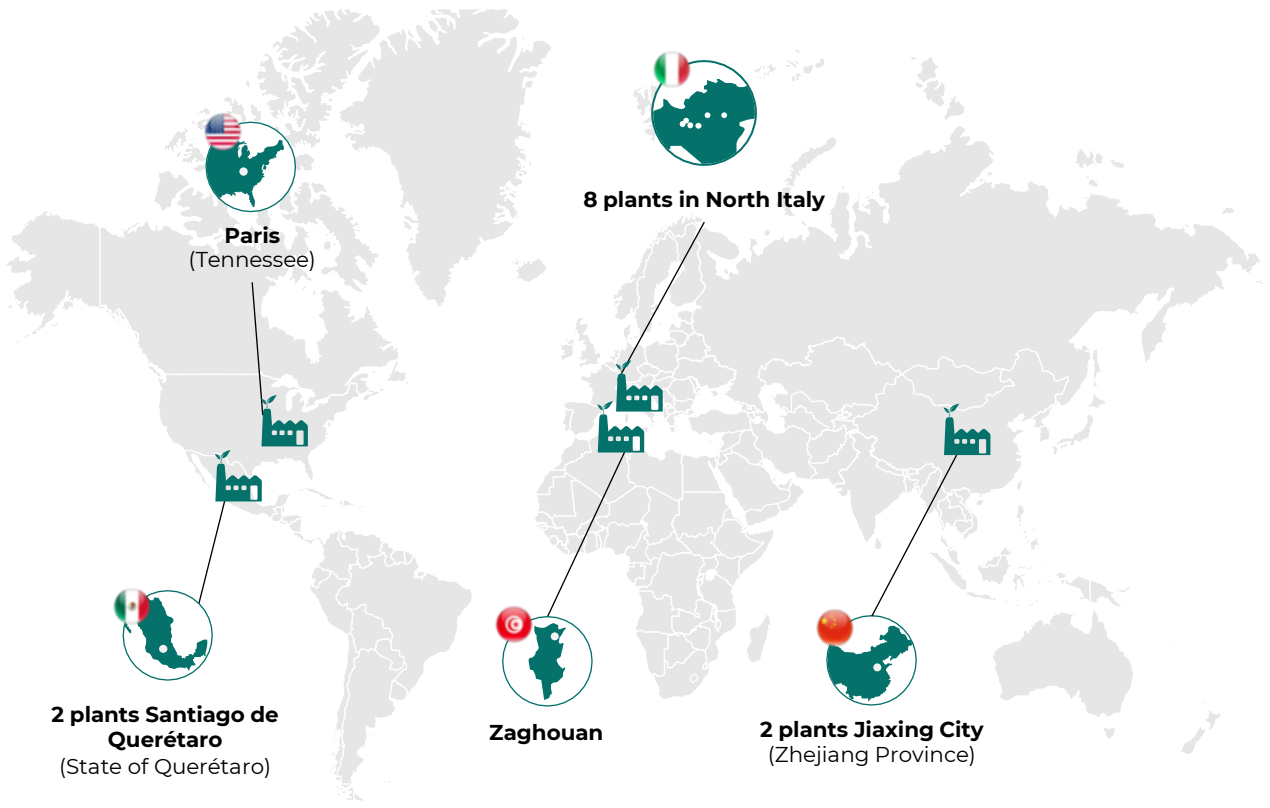 8 plants in North Italy
Paris
(Tennessee)
2 plants Santiago de
Querétaro
(State of Querétaro)
Zaghouan
2 plants Jiaxing City
(Zhejiang Province)